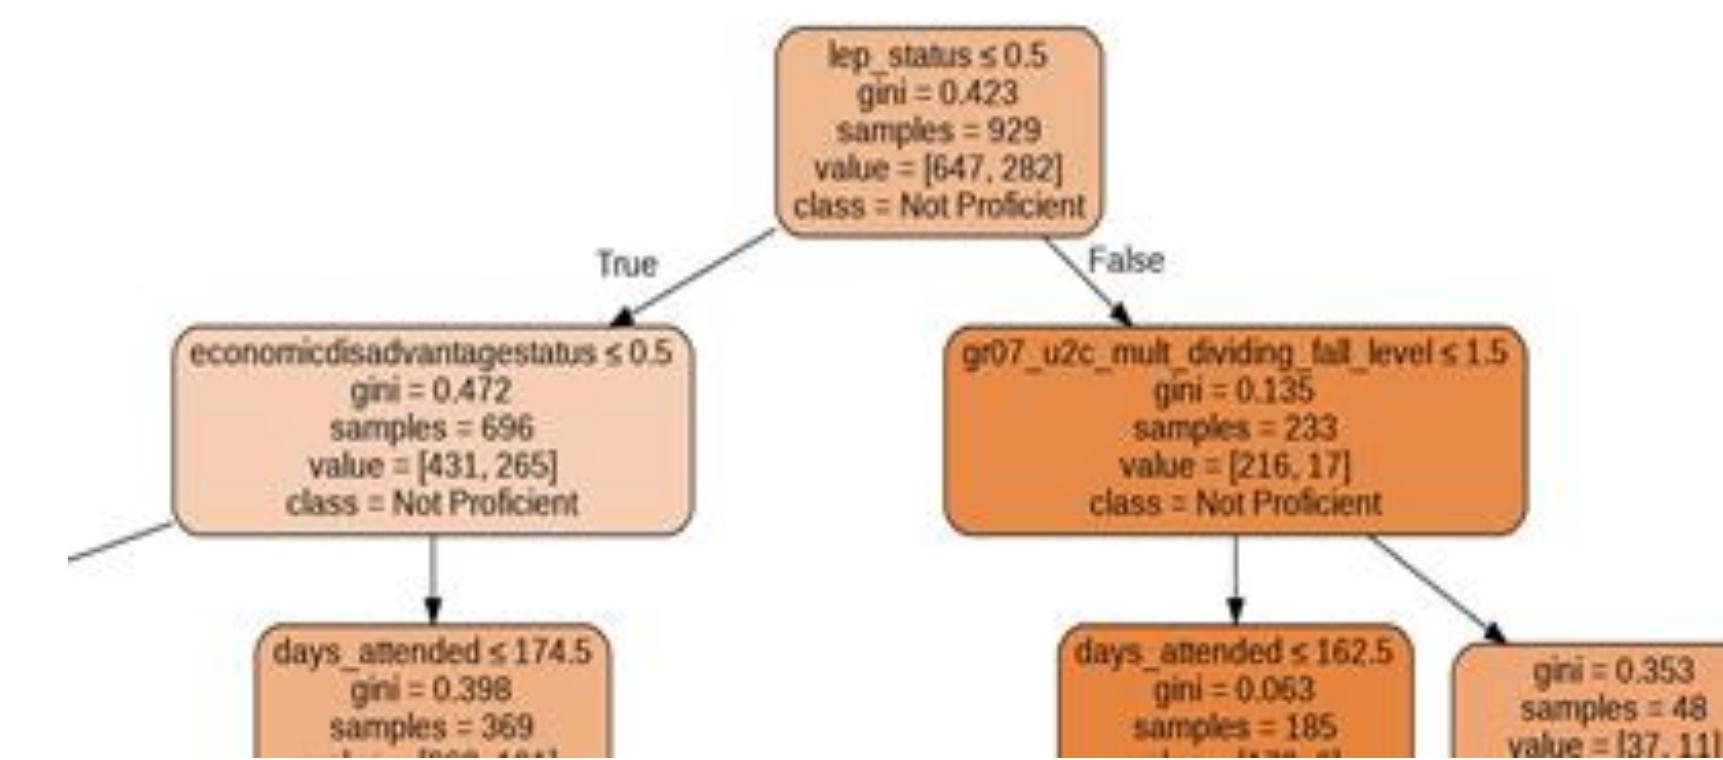 lep_status ≤ 0.5
gini = 0.423
samples = 929
value = [647, 282]
class = Not Proficient
True
False
economicdisadvantagestatus ≤ 0.5
gini = 0.472
samples = 696
value = [431, 265]
class = Not Proficient
gr07_u2c_mult_dividing_fall_level ≤ 1.5
gini = 0.135
samples = 233
value = [216, 17]
class = Not Proficient
days_attended ≤ 174.5
gini = 0.398
samples = 369
days_attended ≤ 162.5
gini = 0.063
samples = 185
gini = 0.353
samples = 48
value = [37, 11]